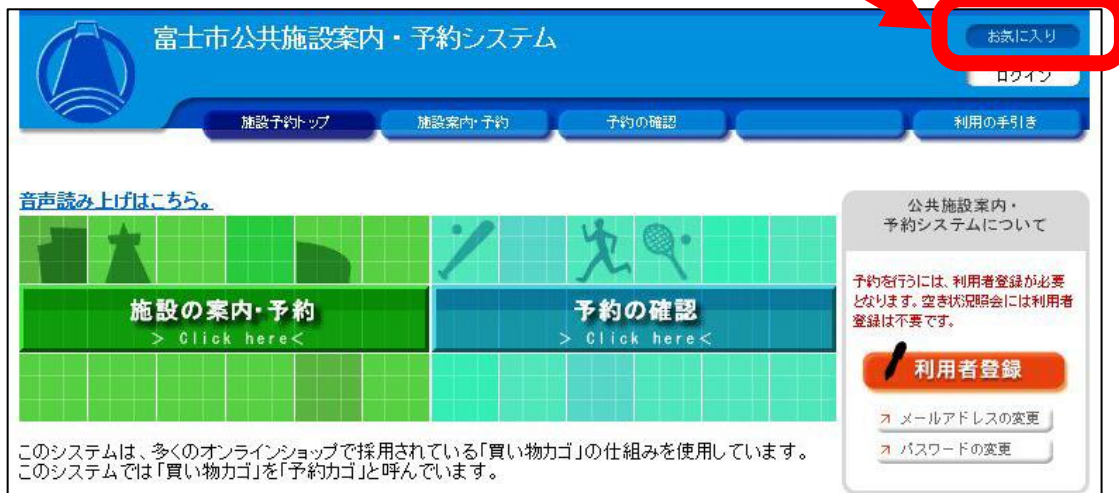 富士市公共施設案内・予約システム
お気に入り
ログイン
施設予約トップ
施設案内・予約
予約の確認
利用の手引き
音声読み上げはこちら。
施設の案内・予約
> Click here<
予約の確認
> Click here<
このシステムは、多くのオンラインショップで採用されている「買い物カゴ」の仕組みを使用しています。
このシステムでは「買い物カゴ」を「予約カゴ」と呼んでいます。
公共施設案内・
予約システムについて
予約を行うには、利用者登録が必要
となります。空き状況照会には利用者
登録は不要です。
利用者登録
メールアドレスの変更
パスワードの変更